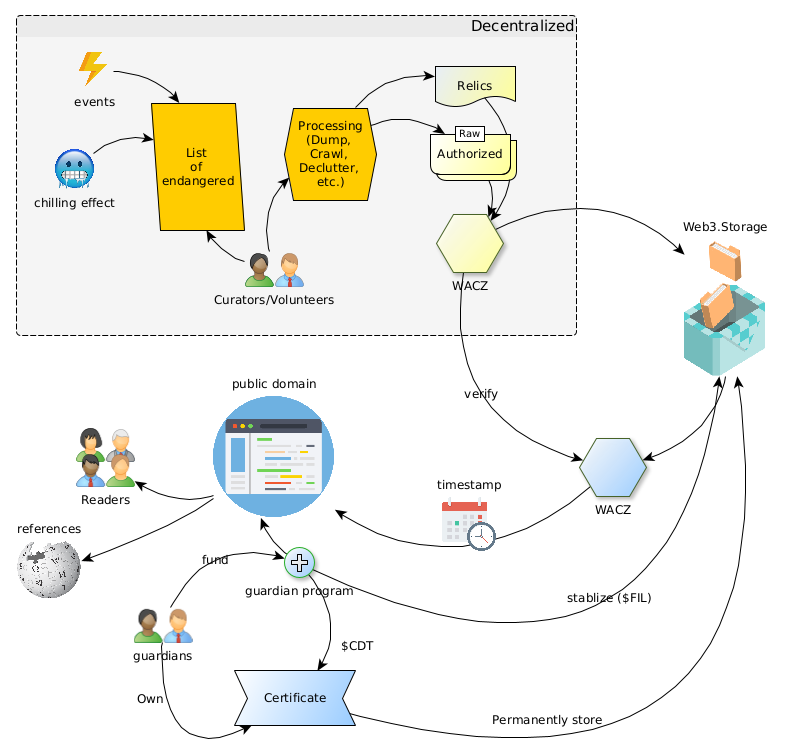 Decentralized
events
chilling effect
List
of
endangered
Processing
(Dump,
Crawl,
Declutter,
etc.)
Relics
Raw
Authorized
WACZ
Curators/Volunteers
Web3.Storage
verify
public domain
Readers
references
timestamp
WACZ
fund
guardian program
stablize ($FIL)
guardians
$CDT
Own
Certificate
Permanently store